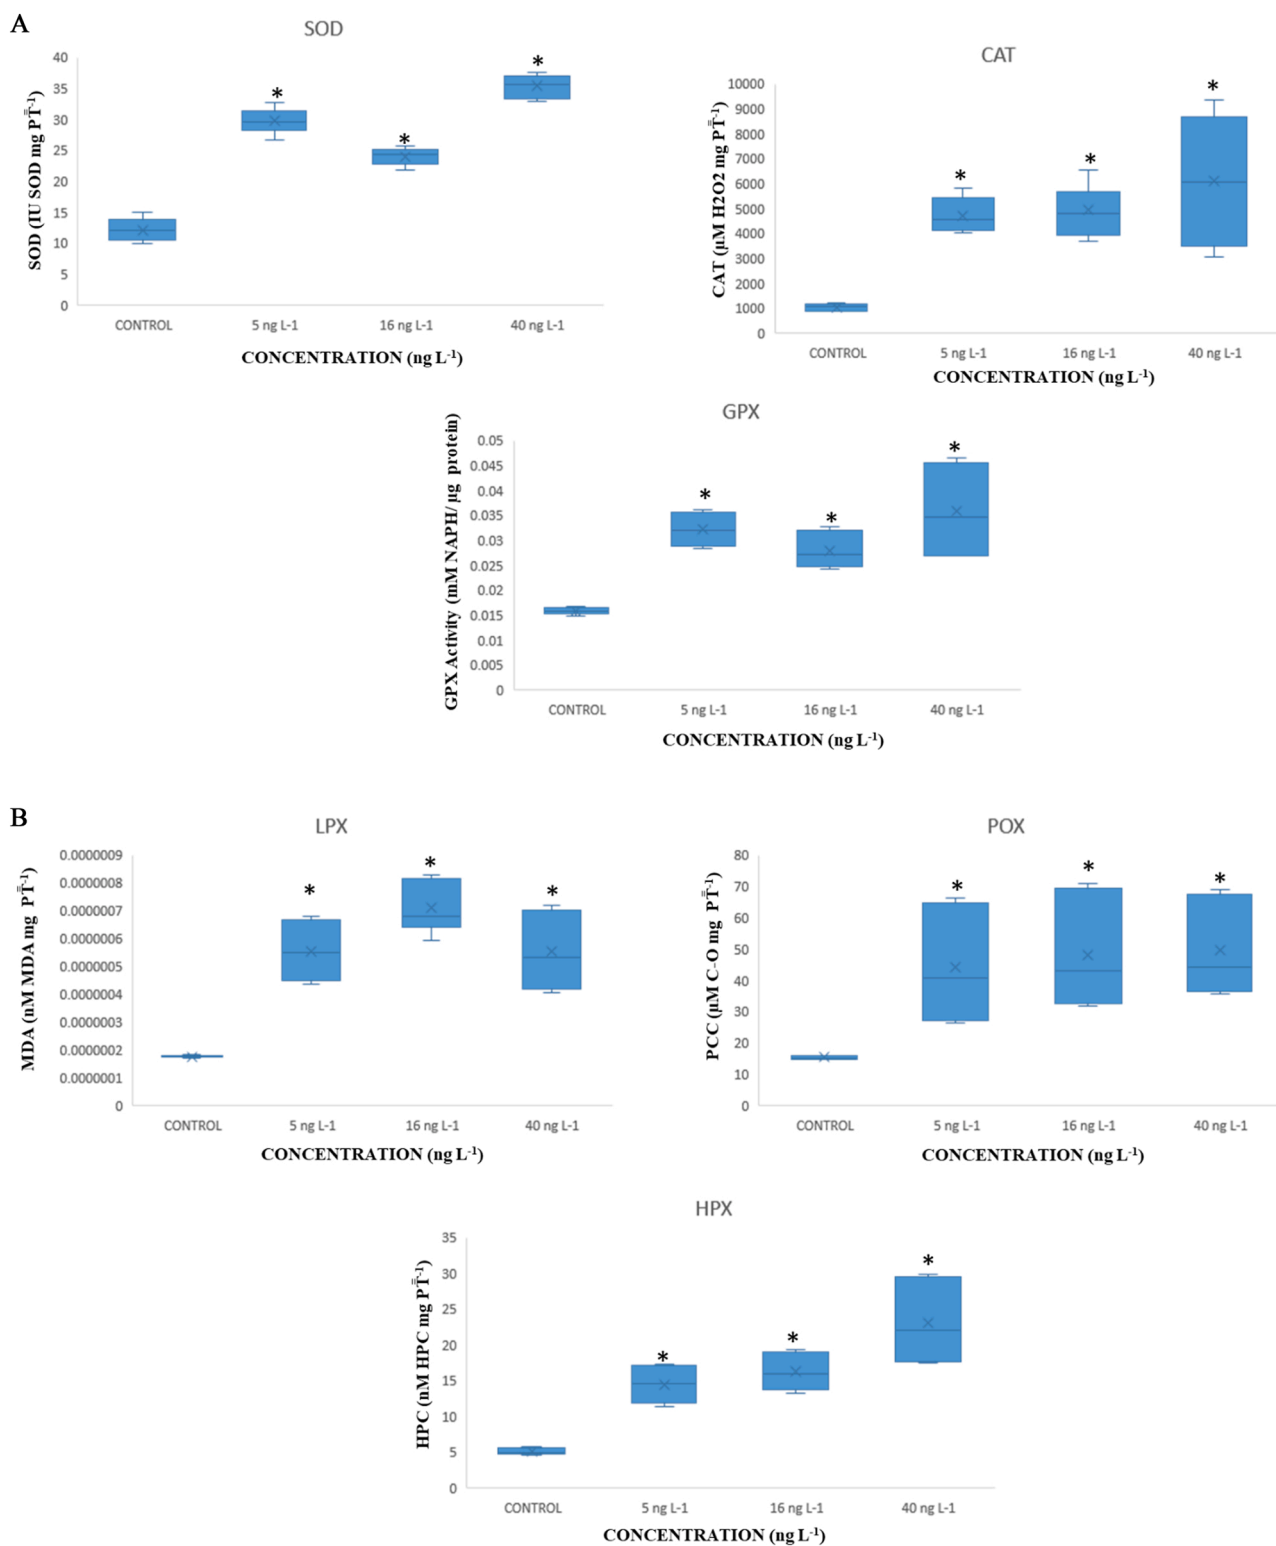 A
SOD
SOD (IU SOD mg PT̿⁻¹)
40
35
30
25
20
15
10
5
0
*
*
*
CONTROL 5 ng L-1 16 ng L-1 40 ng L-1
CONCENTRATION (ng L⁻¹)
CAT
CAT (µM H2O2 mg PT̿⁻¹)
10000
9000
8000
7000
6000
5000
4000
3000
2000
1000
0
*
*
*
CONTROL 5 ng L-1 16 ng L-1 40 ng L-1
CONCENTRATION (ng L⁻¹)
GPX
GPX Activity (mM NAPH/ µg protein)
0.05
0.045
0.04
0.035
0.03
0.025
0.02
0.015
0.01
0.005
0
*
*
*
CONTROL 5 ng L-1 16 ng L-1 40 ng L-1
CONCENTRATION (ng L⁻¹)
B
LPX
MDA (nM MDA mg PT̿⁻¹)
0.0000009
0.0000008
0.0000007
0.0000006
0.0000005
0.0000004
0.0000003
0.0000002
0.0000001
0
*
*
*
CONTROL 5 ng L-1 16 ng L-1 40 ng L-1
CONCENTRATION (ng L⁻¹)
POX
PCC (µM C-O mg PT̿⁻¹)
80
70
60
50
40
30
20
10
0
*
*
*
CONTROL 5 ng L-1 16 ng L-1 40 ng L-1
CONCENTRATION (ng L⁻¹)
HPX
HPC (nM HPC mg PT̿⁻¹)
35
30
25
20
15
10
5
0
*
*
*
CONTROL 5 ng L-1 16 ng L-1 40 ng L-1
CONCENTRATION (ng L⁻¹)